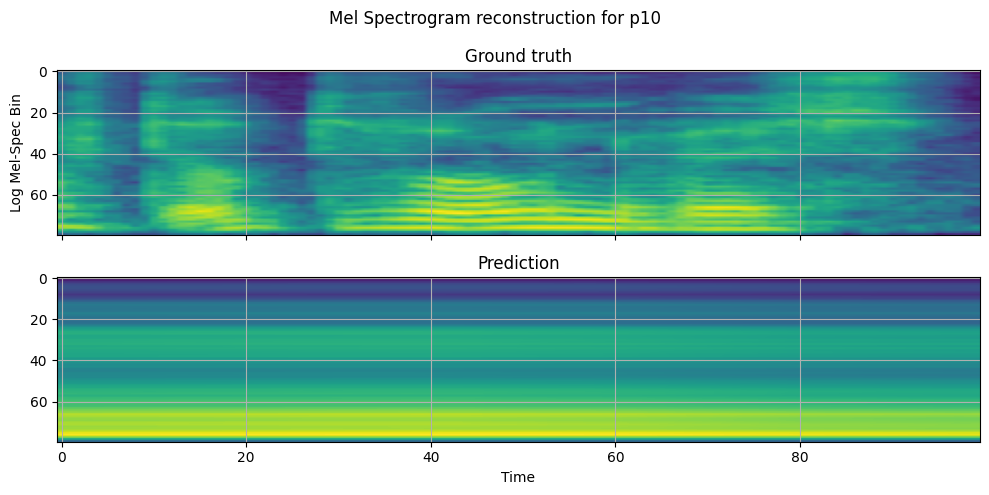 Mel Spectrogram reconstruction for p10
Ground truth
0
20
40
60
Log Mel-Spec Bin
Prediction
0
20
40
60
0 20 40 60 80
Time